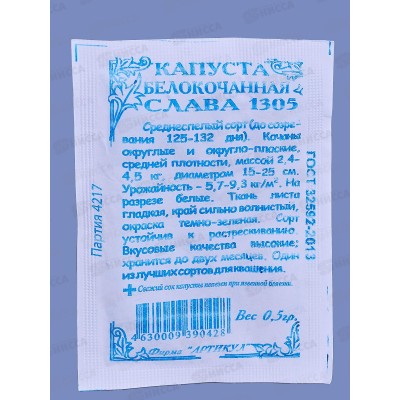 КАПУСТА
БЕЛОКОЧАННАЯ
СЛАВА 1305
Среднеспелый сорт (до созре-
вания 125-132 дня). Кочаны
округлые и округло-плоские,
средней плотности, массой 2,4-
4,5 кг, диаметром 15-25 см.
Урожайность - 5,7-9,3 кг/м². На
разрезе белые. Ткань листа
гладкая, край сильно волнистый,
окраска темно-зеленая. Сорт
устойчив к растрескиванию.
Вкусовые качества высокие;
хранится до двух месяцев. Один
из лучших сортов для квашения.
+ Свежий сок капусты полезен при язвенной болезни.
4 630009 390428
Вес 0,5гр.
Фирма "АРТИКУЛ"
Партия 4217
ГОСТ 32592-2013